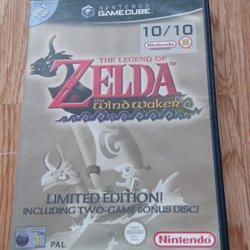 NINTENDO
GAMECUBE
10/10
Nintendo
THE LEGEND OF
ZELDA
THE
Wind Waker
LIMITED EDITION!
INCLUDING TWO-GAME BONUS DISC!
PAL
Nintendo